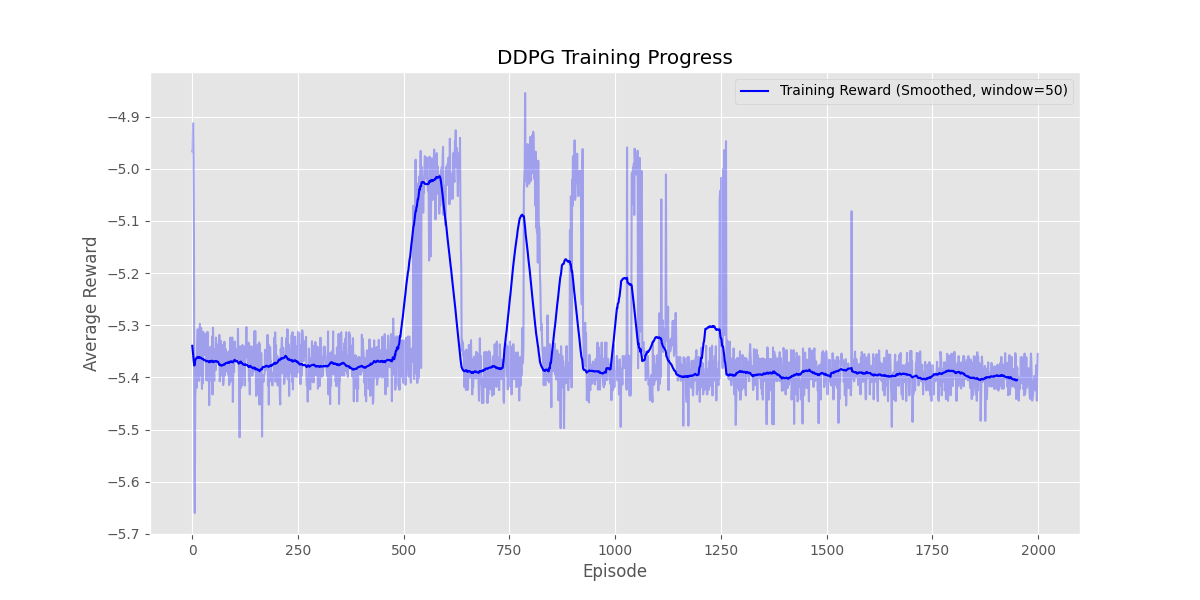 DDPG Training Progress
Training Reward (Smoothed, window=50)
Average Reward
−4.9
−5.0
−5.1
−5.2
−5.3
−5.4
−5.5
−5.6
−5.7
0 250 500 750 1000 1250 1500 1750 2000
Episode